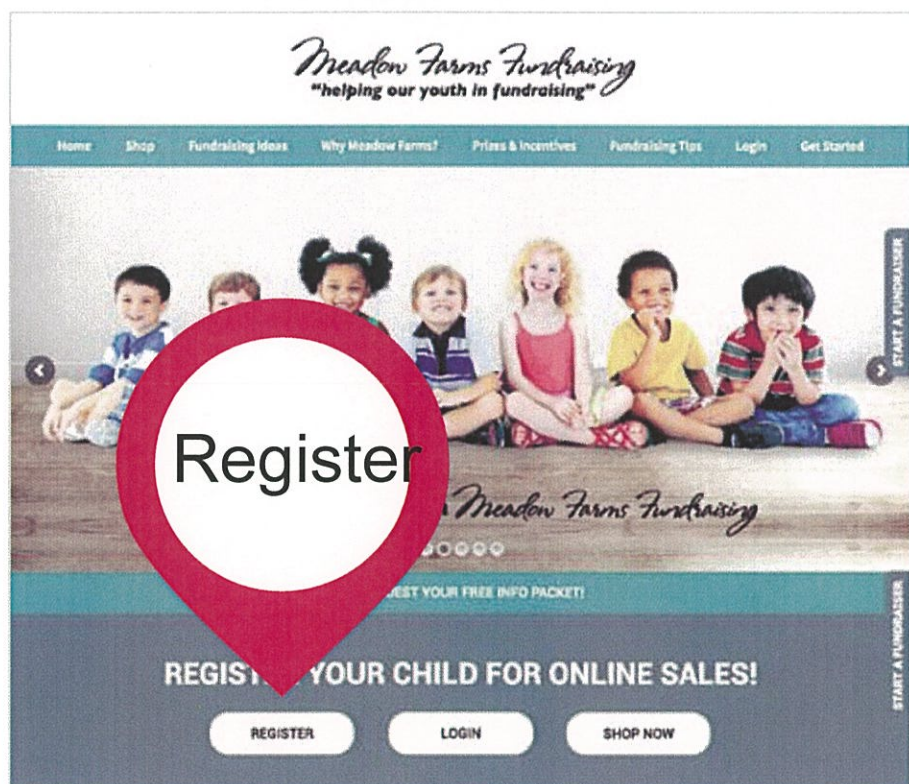 Meadow Farms Fundraising
"helping our youth in fundraising"
Home Shop Fundraising Ideas Why Meadow Farms? Prizes & Incentives Fundraising Tips Login Get Started
START A FUNDRAISER
Register
Meadow Farms Fundraising
YOUR FREE INFO PACKET!
START A FUNDRAISER
YOUR CHILD FOR ONLINE SALES!
REGISTER LOGIN SHOP NOW